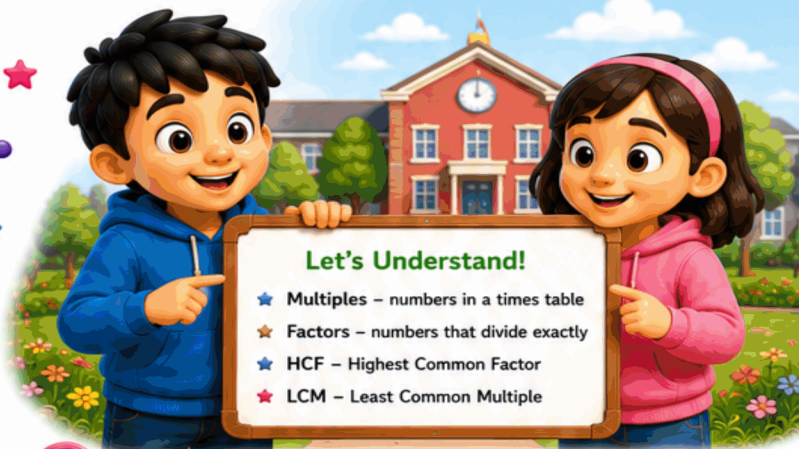 Let's Understand!
Multiples – numbers in a times table
Factors – numbers that divide exactly
HCF – Highest Common Factor
LCM – Least Common Multiple